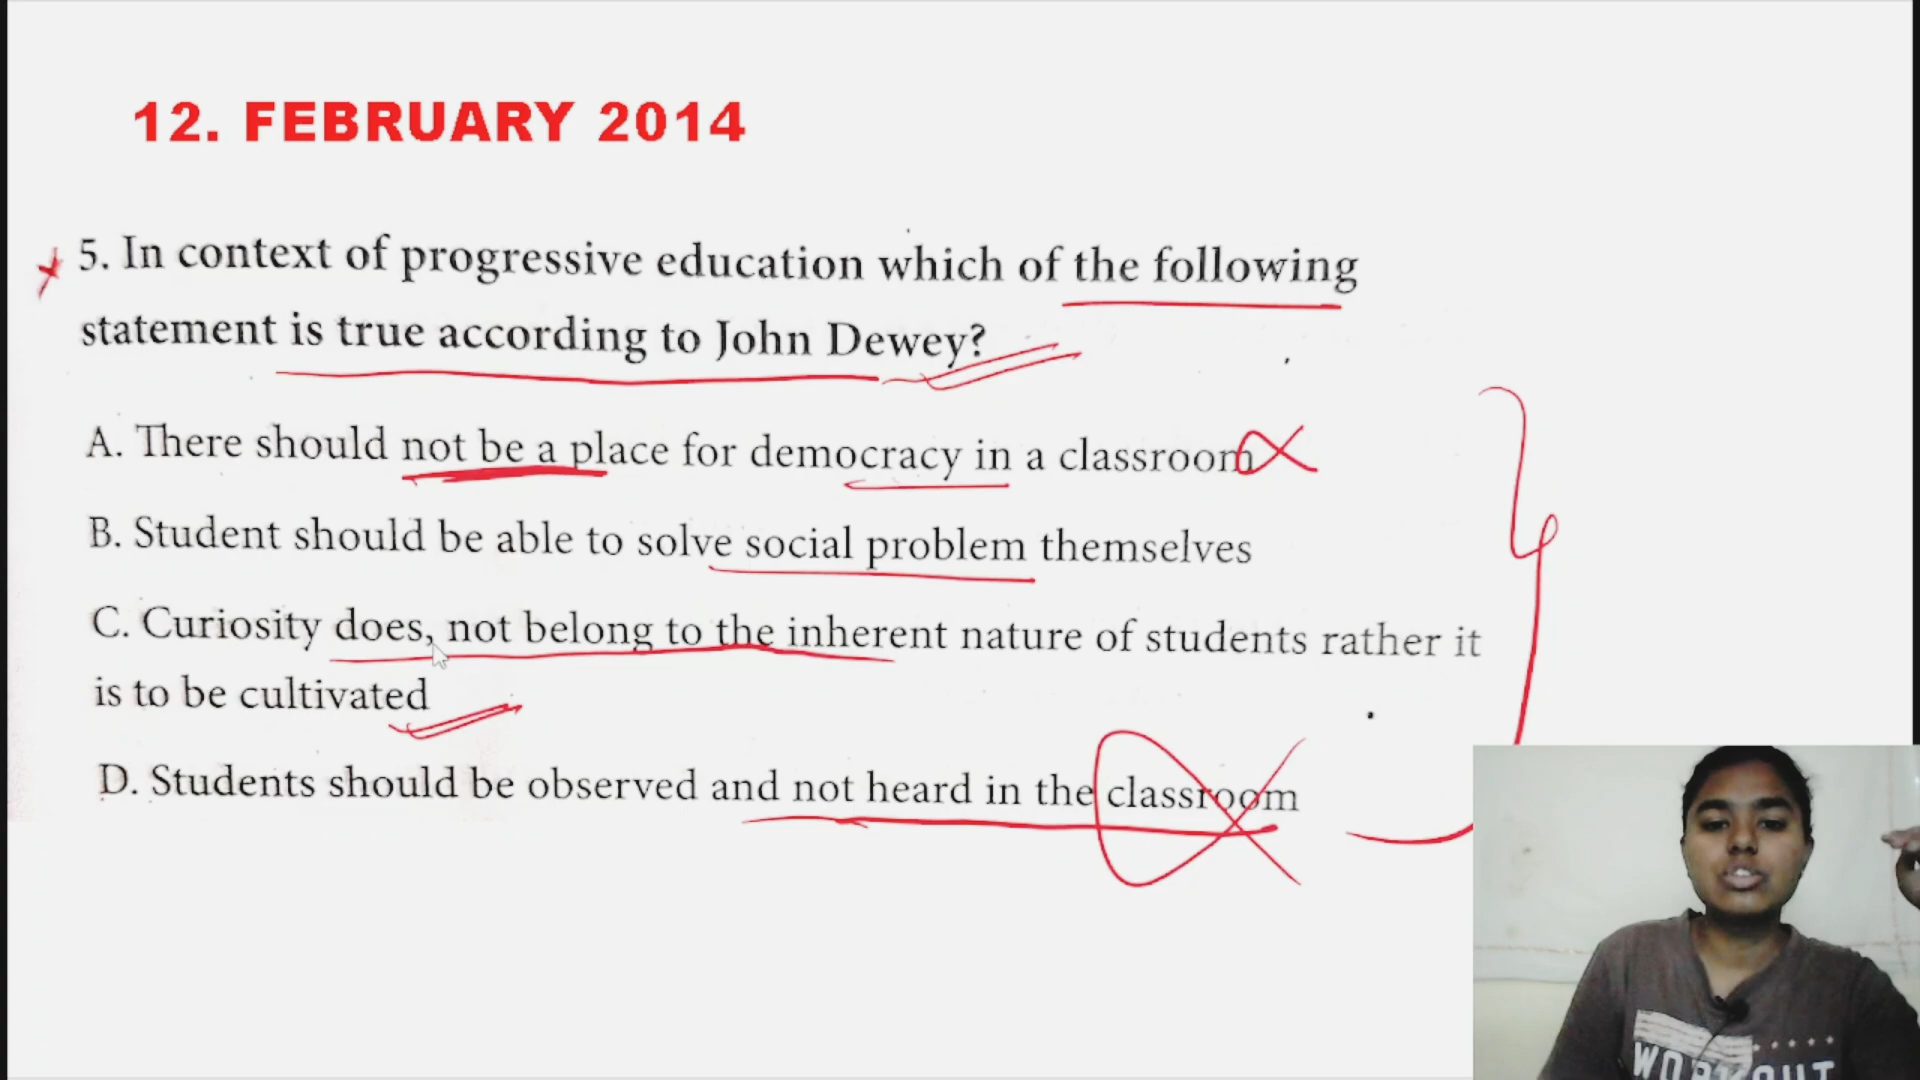 12. FEBRUARY 2014
5. In context of progressive education which of the following
statement is true according to John Dewey?
A. There should not be a place for democracy in a classroom
B. Student should be able to solve social problem themselves
C. Curiosity does, not belong to the inherent nature of students rather it
is to be cultivated
D. Students should be observed and not heard in the classroom
WORKOUT